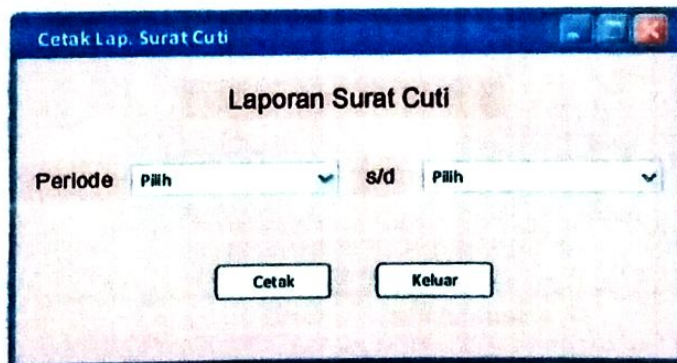 Cetak Lap. Surat Cuti
Laporan Surat Cuti
Periode Pilih s/d Pilih
Cetak Keluar